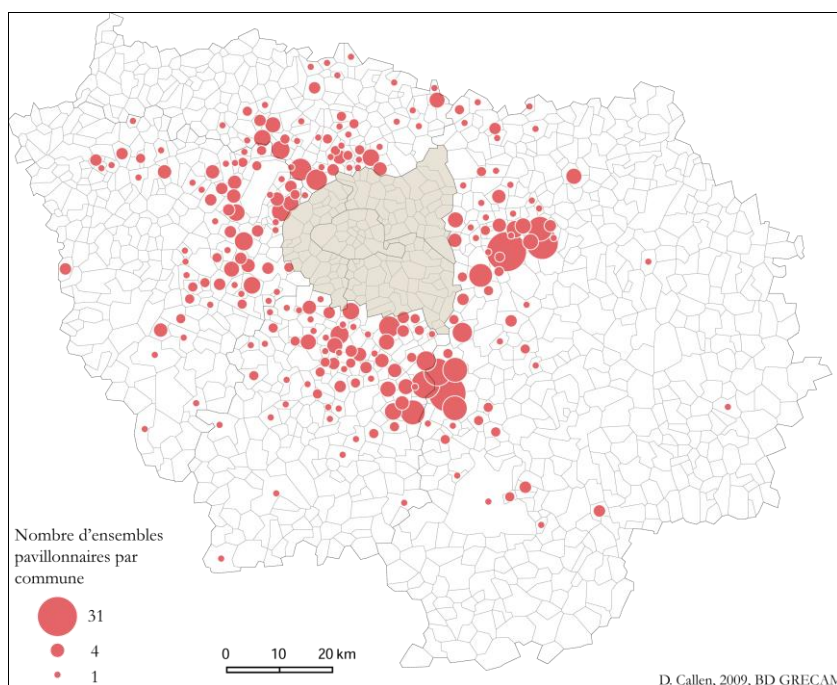 Nombre d'ensembles
pavillonnaires par
commune
31
4
1
0 10 20 km
D. Callen, 2009, BD GRECAM